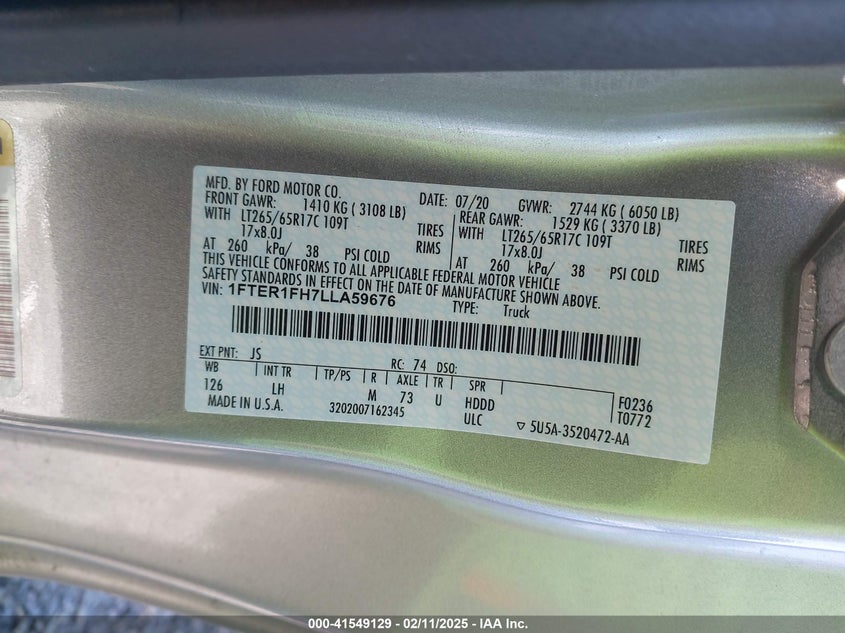 MFD. BY FORD MOTOR CO. DATE: 07/20 GVWR: 2744 KG ( 6050 LB)
FRONT GAWR: 1410 KG ( 3108 LB) REAR GAWR: 1529 KG ( 3370 LB)
WITH LT265/65R17C 109T TIRES WITH LT265/65R17C 109T TIRES
17x8.0J RIMS 17x8.0J RIMS
AT 260 kPa/ 38 PSI COLD AT 260 kPa/ 38 PSI COLD
THIS VEHICLE CONFORMS TO ALL APPLICABLE FEDERAL MOTOR VEHICLE
SAFETY STANDARDS IN EFFECT ON THE DATE OF MANUFACTURE SHOWN ABOVE.
VIN: 1FTER1FH7LLA59676
TYPE: Truck
EXT PNT: JS RC: 74 DSO:
WB INT TR TP/PS R AXLE TR SPR
126 LH M 73 U HDDD F0236
ULC T0772
MADE IN U.S.A. 3202007162345 ▽ 5U5A-3520472-AA
000-41549129 - 02/11/2025 - IAA Inc.